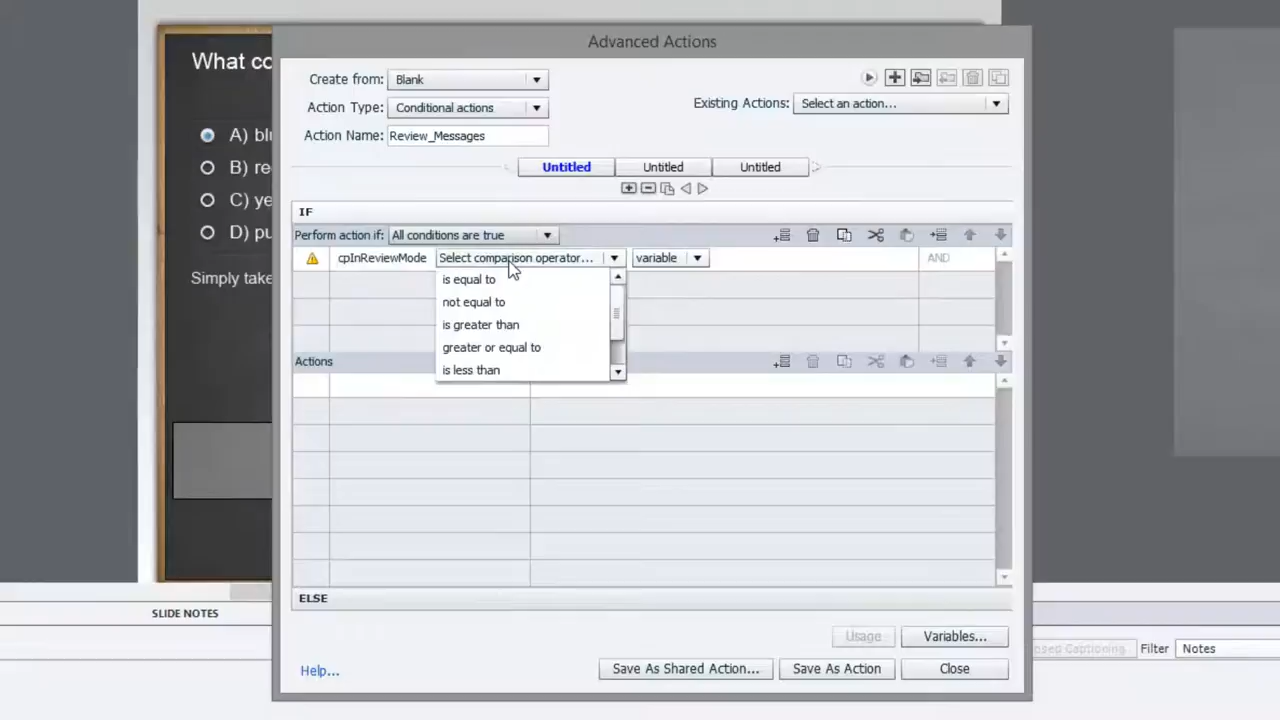 Advanced Actions
What co
Create from: Blank
Action Type: Conditional actions
Existing Actions: Select an action...
Action Name: Review_Messages
A) bl
B) re
C) ye
D) pu
Simply take
Untitled Untitled Untitled
IF
Perform action if: All conditions are true
cpInReviewMode Select comparison operator... variable AND
is equal to
not equal to
is greater than
greater or equal to
is less than
Actions
ELSE
SLIDE NOTES
Usage Variables...
osed Captioning Filter Notes
Help... Save As Shared Action... Save As Action Close